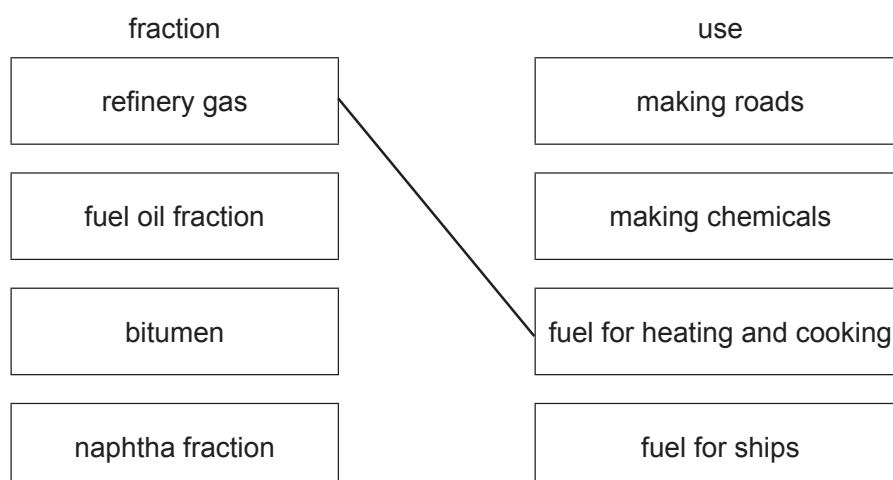 fraction use
refinery gas making roads
fuel oil fraction making chemicals
bitumen fuel for heating and cooking
naphtha fraction fuel for ships